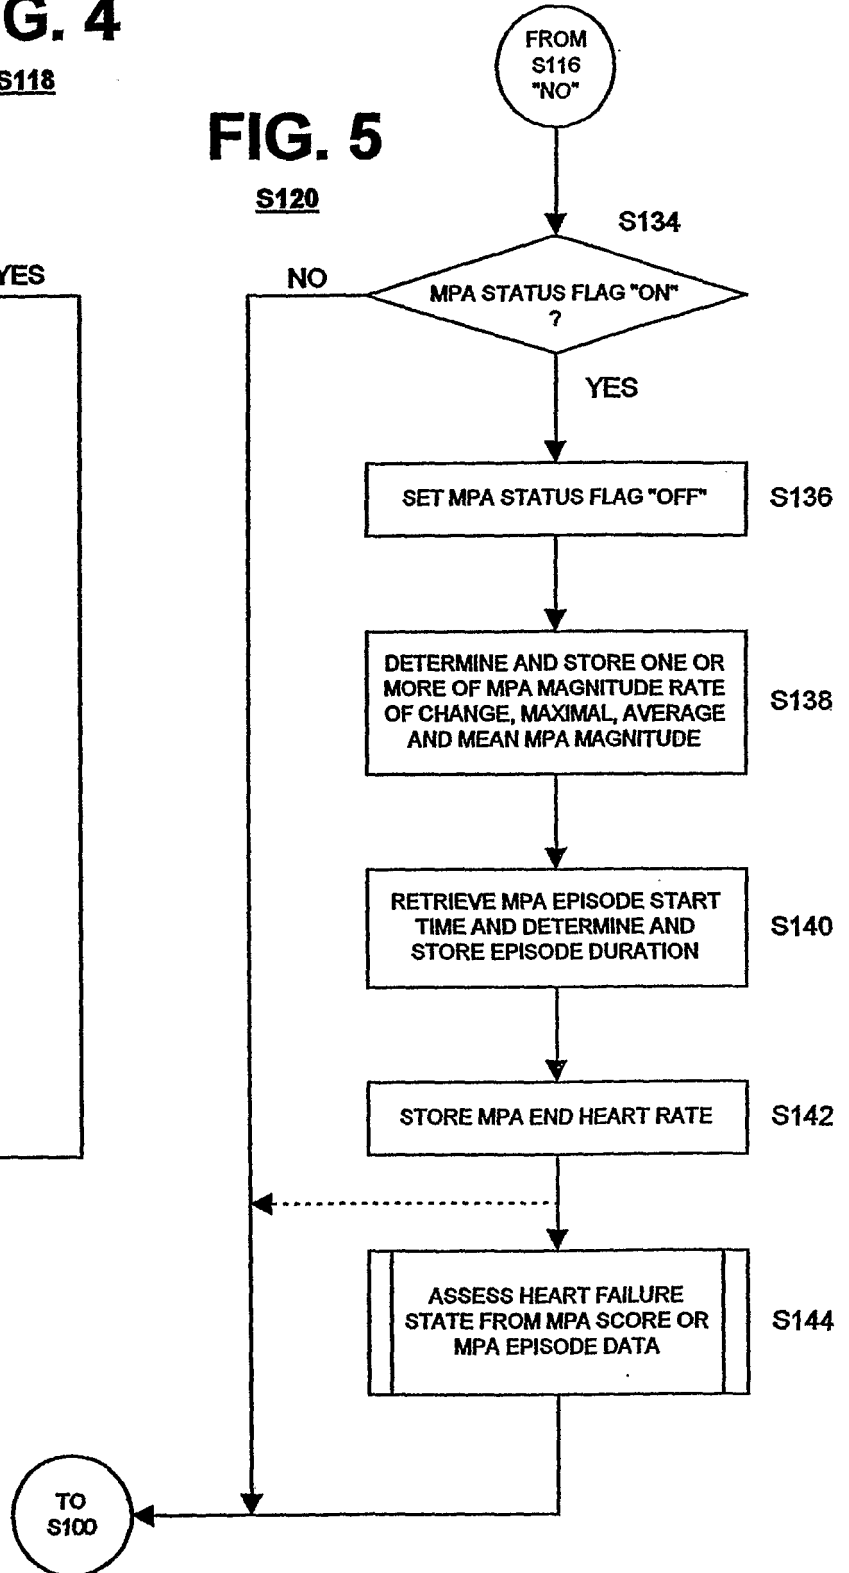 G. 4
S118
YES
FIG. 5
S120
FROM
S116
"NO"
S134
NO
MPA STATUS FLAG "ON"
?
YES
SET MPA STATUS FLAG "OFF"
S136
DETERMINE AND STORE ONE OR
MORE OF MPA MAGNITUDE RATE
OF CHANGE, MAXIMAL, AVERAGE
AND MEAN MPA MAGNITUDE
S138
RETRIEVE MPA EPISODE START
TIME AND DETERMINE AND
STORE EPISODE DURATION
S140
STORE MPA END HEART RATE
S142
ASSESS HEART FAILURE
STATE FROM MPA SCORE OR
MPA EPISODE DATA
S144
TO
S100